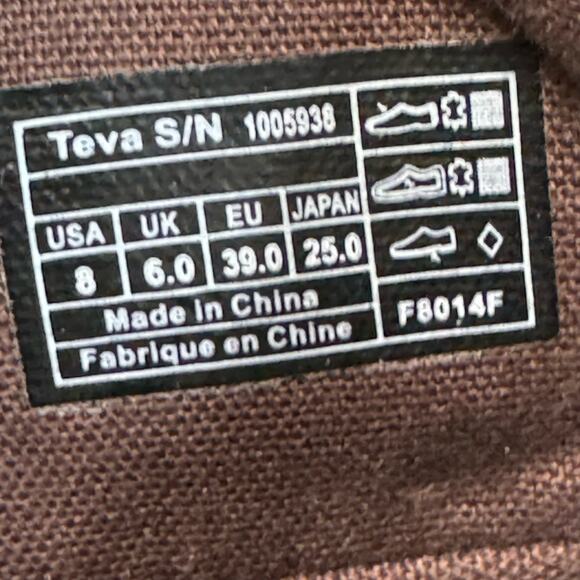 Teva S/N 1005938
USA UK EU JAPAN
8 6.0 39.0 25.0
Made in China
Fabrique en Chine
F8014F